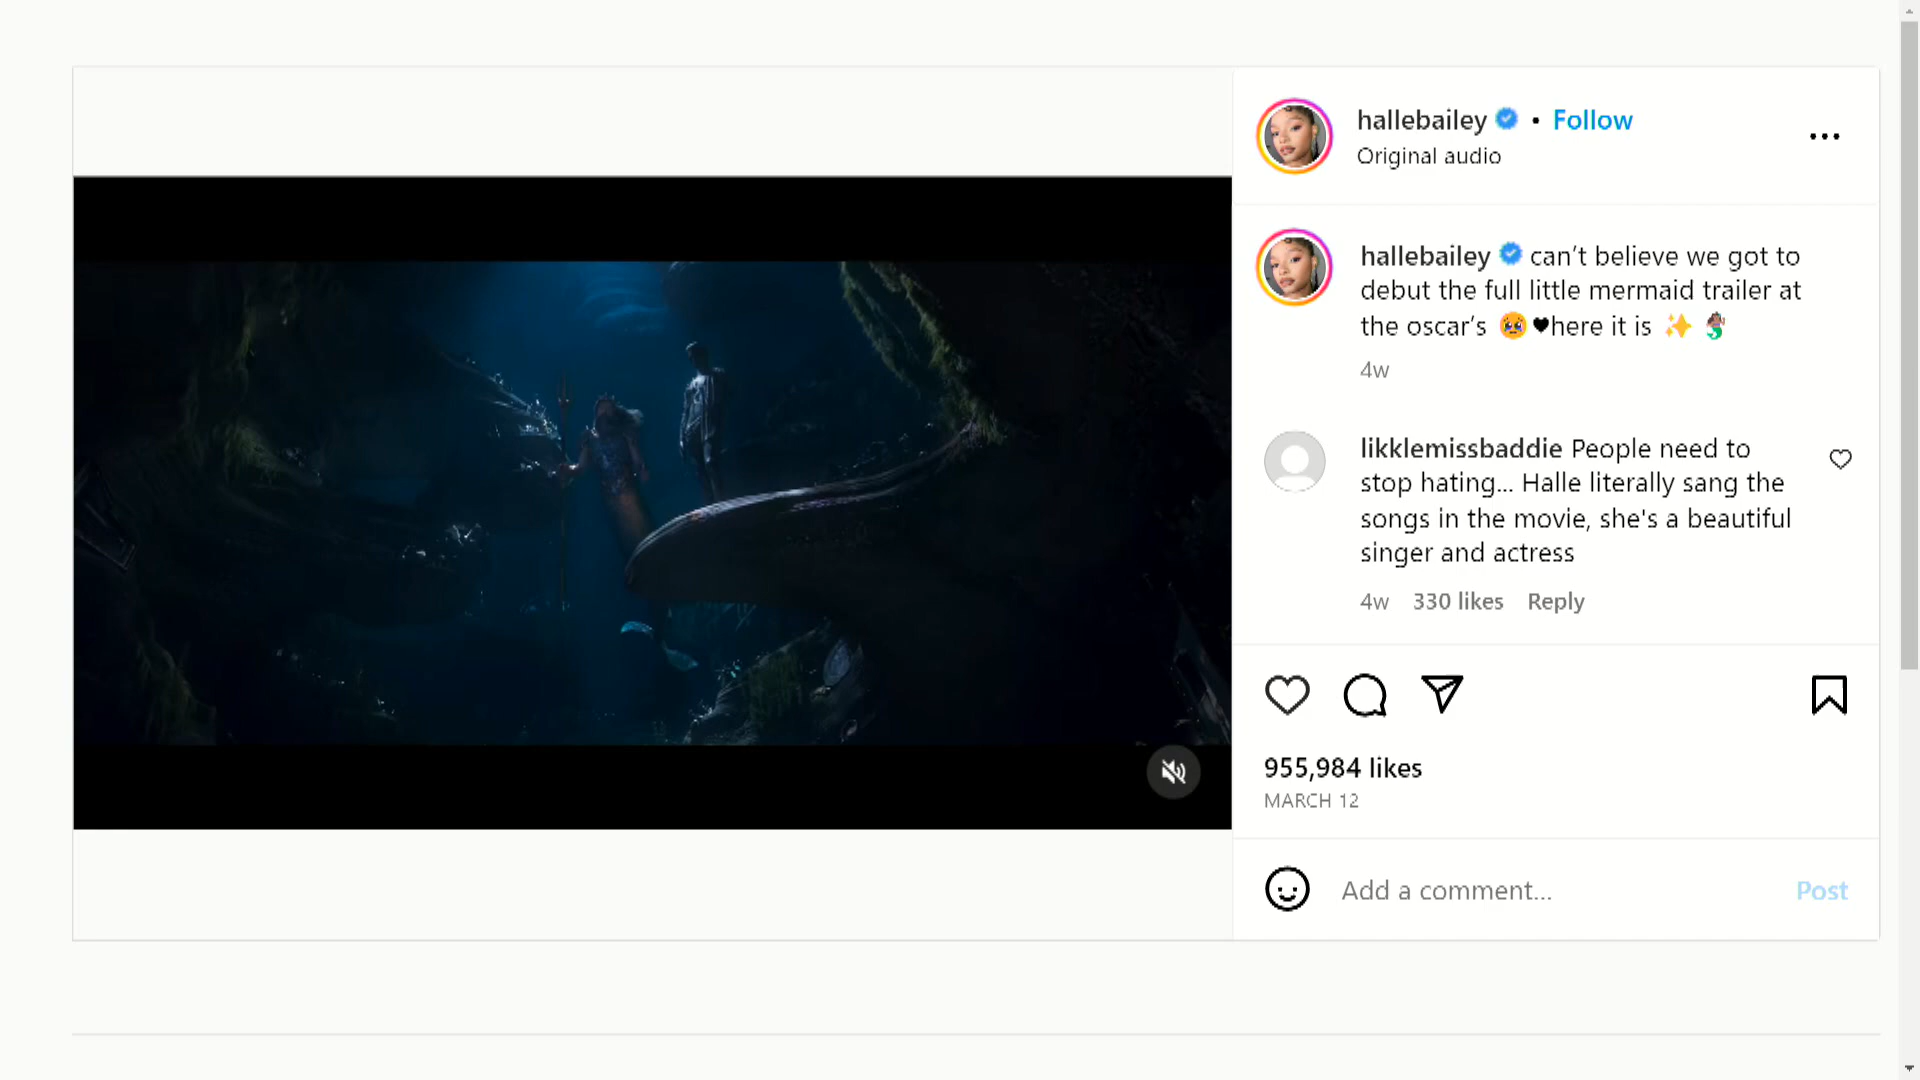 hallebailey • Follow
Original audio
hallebailey can’t believe we got to
debut the full little mermaid trailer at
the oscar’s 🥹🖤here it is ✨ 🧜🏽‍♀️
4w
likklemissbaddie People need to
stop hating... Halle literally sang the
songs in the movie, she's a beautiful
singer and actress
4w 330 likes Reply
955,984 likes
MARCH 12
Add a comment...
Post